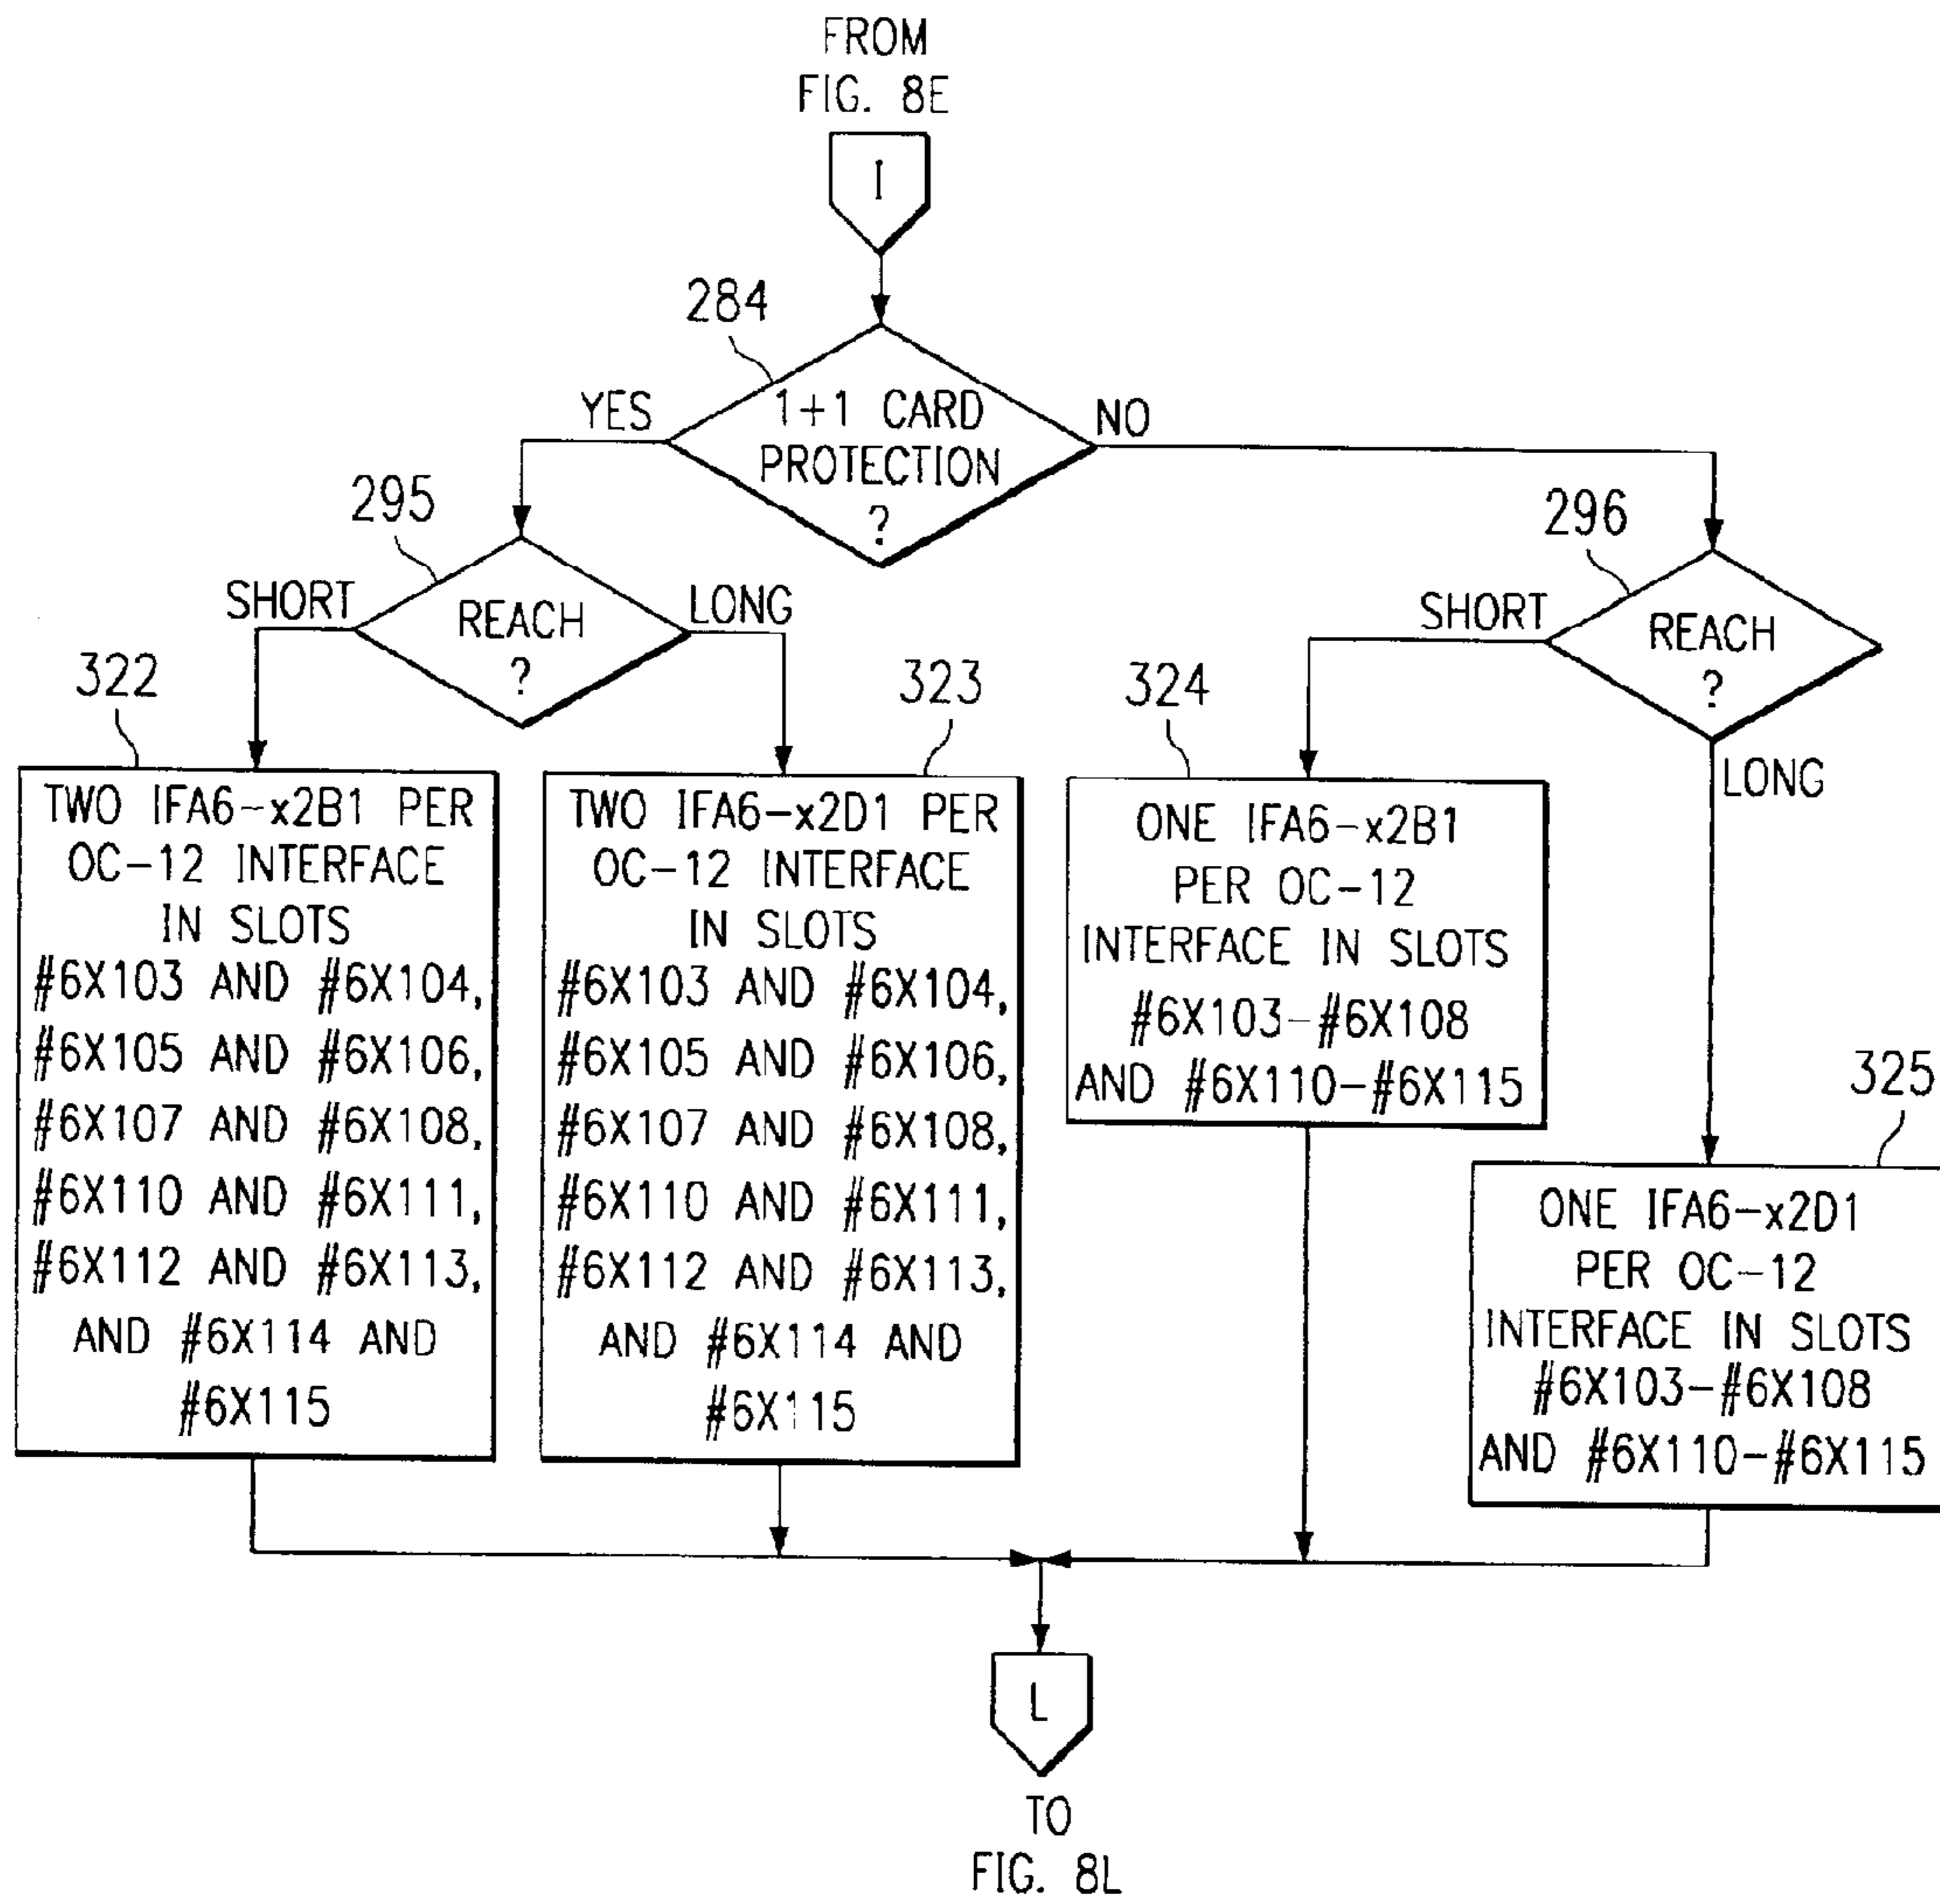 FROM
FIG. 8E
I
284
1+1 CARD
PROTECTION
?
YES
NO
295
REACH
?
SHORT
LONG
296
REACH
?
SHORT
LONG
322
TWO IFA6-x2B1 PER
OC-12 INTERFACE
IN SLOTS
#6X103 AND #6X104,
#6X105 AND #6X106,
#6X107 AND #6X108,
#6X110 AND #6X111,
#6X112 AND #6X113,
AND #6X114 AND
#6X115
323
TWO IFA6-x2D1 PER
OC-12 INTERFACE
IN SLOTS
#6X103 AND #6X104,
#6X105 AND #6X106,
#6X107 AND #6X108,
#6X110 AND #6X111,
#6X112 AND #6X113,
AND #6X114 AND
#6X115
324
ONE IFA6-x2B1
PER OC-12
INTERFACE IN SLOTS
#6X103-#6X108
AND #6X110-#6X115
325
ONE IFA6-x2D1
PER OC-12
INTERFACE IN SLOTS
#6X103-#6X108
AND #6X110-#6X115
L
TO
FIG. 8L